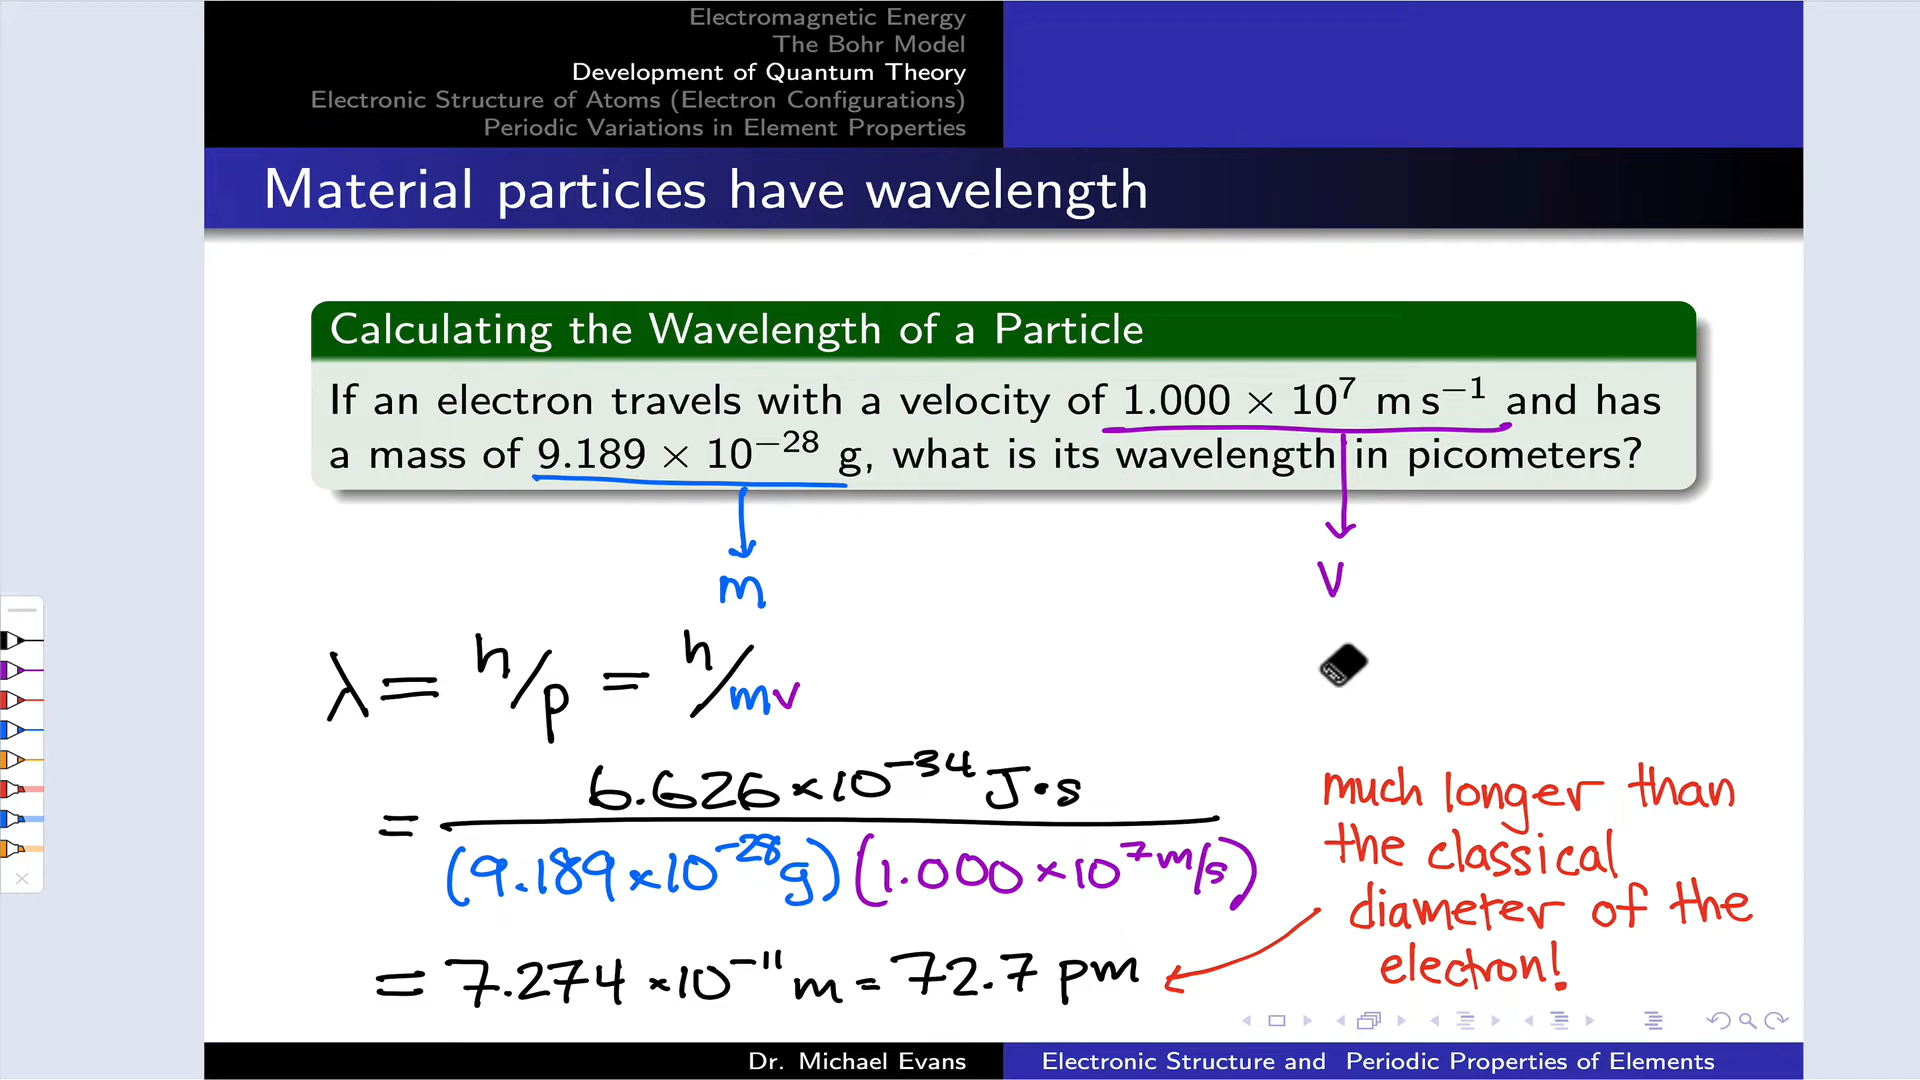 Electromagnetic Energy
The Bohr Model
Development of Quantum Theory
Electronic Structure of Atoms (Electron Configurations)
Periodic Variations in Element Properties
Material particles have wavelength
Calculating the Wavelength of a Particle
If an electron travels with a velocity of 1.000 × 10⁷ m s⁻¹ and has
a mass of 9.189 × 10⁻²⁸ g, what is its wavelength in picometers?
m
v
λ = h/p = h/mv
= 6.626×10⁻³⁴ J·s
(9.189×10⁻²⁸g)(1.000×10⁷m/s)
= 7.274×10⁻¹¹ m = 72.7 pm
much longer than
the classical
diameter of the
electron!
Dr. Michael Evans
Electronic Structure and Periodic Properties of Elements